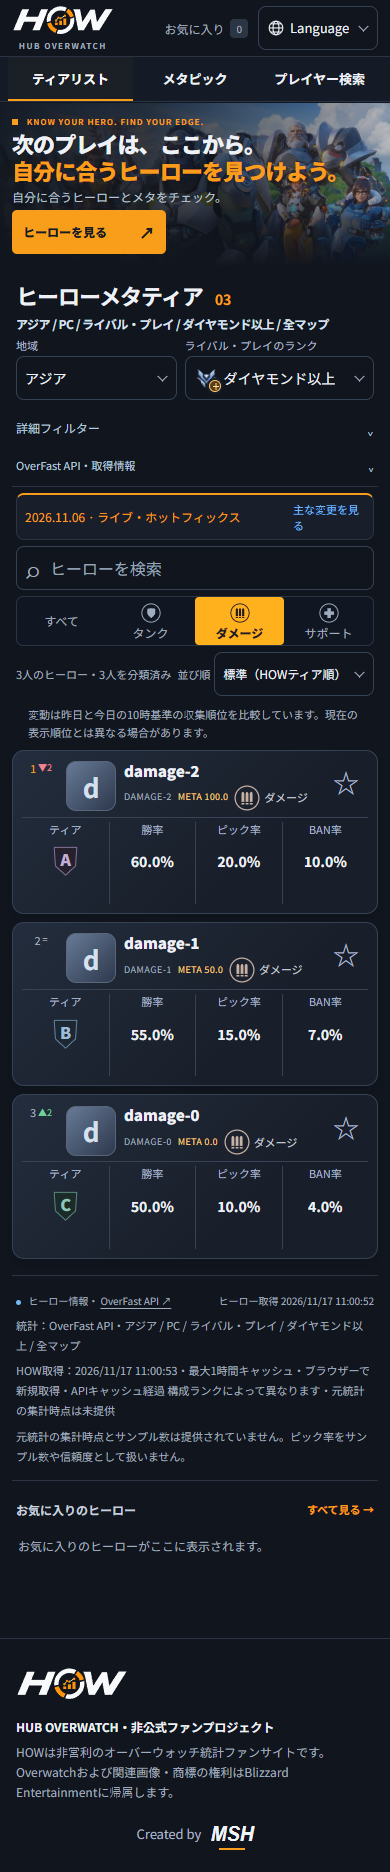 HOW
HUB OVERWATCH
お気に入り 0
Language
ティアリスト メタピック プレイヤー検索
KNOW YOUR HERO. FIND YOUR EDGE.
次のプレイは、ここから。
自分に合うヒーローを見つけよう。
自分に合うヒーローとメタをチェック。
ヒーローを見る ↗
ヒーローメタティア 03
アジア / PC / ライバル・プレイ / ダイヤモンド以上 / 全マップ
地域 ライバル・プレイのランク
アジア ダイヤモンド以上
詳細フィルター
OverFast API・取得情報
2026.11.06 · ライブ・ホットフィックス 主な変更を見
る
ヒーローを検索
すべて タンク ダメージ サポート
3人のヒーロー・3人を分類済み 並び順 標準（HOWティア順）
変動は昨日と今日の10時基準の収集順位を比較しています。現在の
表示順位とは異なる場合があります。
1 ▼2 d damage-2 ☆
DAMAGE-2 META 100.0 ダメージ
ティア 勝率 ピック率 BAN率
A 60.0% 20.0% 10.0%
2 = d damage-1 ☆
DAMAGE-1 META 50.0 ダメージ
ティア 勝率 ピック率 BAN率
B 55.0% 15.0% 7.0%
3 ▲2 d damage-0 ☆
DAMAGE-0 META 0.0 ダメージ
ティア 勝率 ピック率 BAN率
C 50.0% 10.0% 4.0%
ヒーロー情報・ OverFast API ↗ ヒーロー取得 2026/11/17 11:00:52
統計：OverFast API・アジア / PC / ライバル・プレイ / ダイヤモンド以
上 / 全マップ
HOW取得：2026/11/17 11:00:53・最大1時間キャッシュ・ブラウザーで
新規取得・APIキャッシュ経過 構成ランクによって異なります・元統計
の集計時点は未提供
元統計の集計時点とサンプル数は提供されていません。ピック率をサン
プル数や信頼度として扱いません。
お気に入りのヒーロー すべて見る →
お気に入りのヒーローがここに表示されます。
HOW
HUB OVERWATCH・非公式ファンプロジェクト
HOWは非営利のオーバーウォッチ統計ファンサイトです。
Overwatchおよび関連画像・商標の権利はBlizzard
Entertainmentに帰属します。
Created by MSH